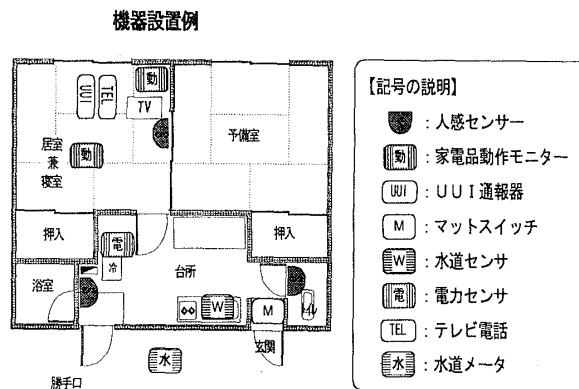 機器設置例
動
UUI
TEL
TV
居室
兼
寝室
動
予備室
押入
電
冷
台所
押入
浴室
W
M
トイレ
玄関
水
勝手口
【記号の説明】
：人感センサー
動：家電品動作モニター
UUI：UUI通報器
M：マットスイッチ
W：水道センサ
電：電力センサ
TEL：テレビ電話
水：水道メータ